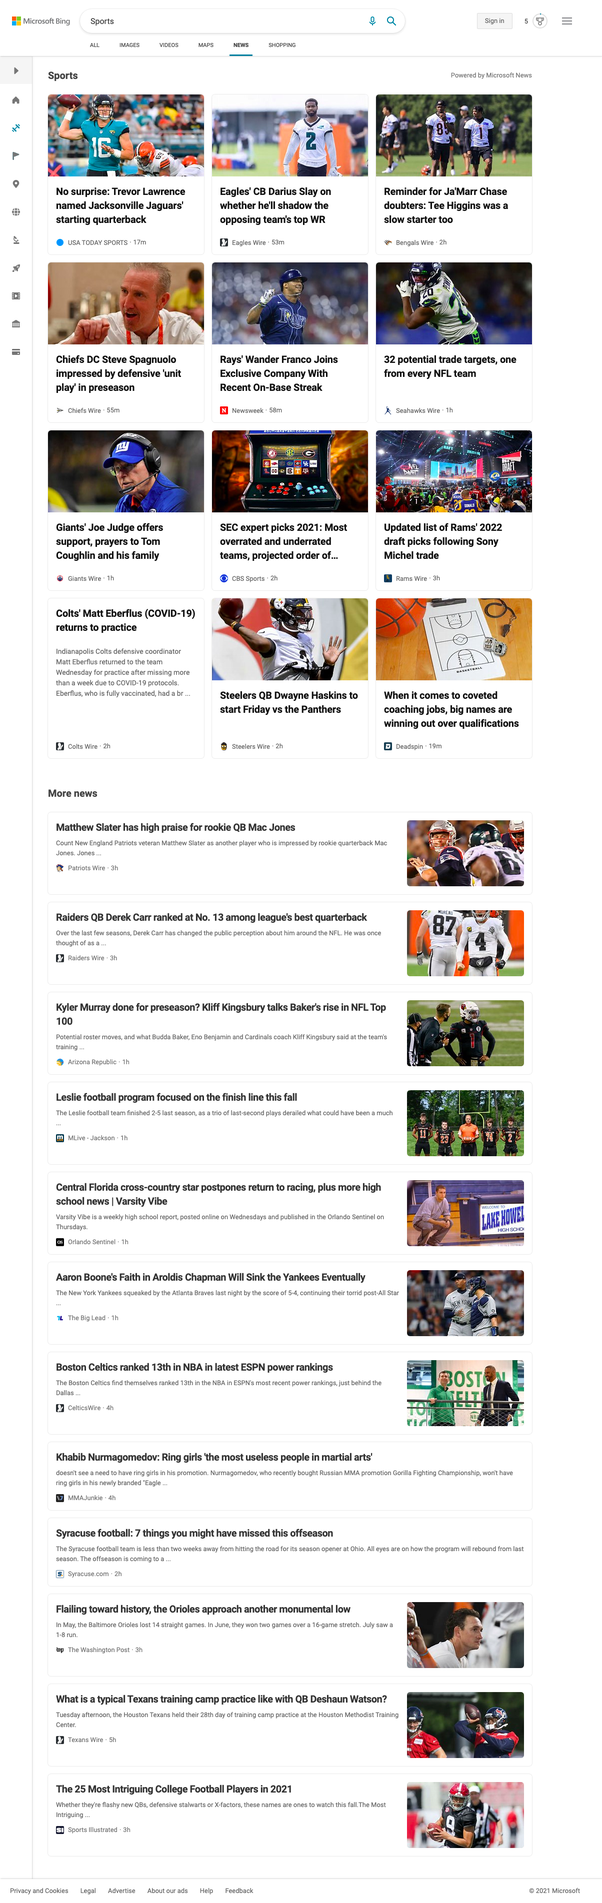 Microsoft Bing
Sports
Sign in
5
ALL IMAGES VIDEOS MAPS NEWS SHOPPING
Sports
Powered by Microsoft News
No surprise: Trevor Lawrence
named Jacksonville Jaguars'
starting quarterback
USA TODAY SPORTS · 17m
Eagles' CB Darius Slay on
whether he'll shadow the
opposing team's top WR
Eagles Wire · 53m
Reminder for Ja'Marr Chase
doubters: Tee Higgins was a
slow starter too
Bengals Wire · 2h
Chiefs DC Steve Spagnuolo
impressed by defensive 'unit
play' in preseason
Chiefs Wire · 55m
Rays' Wander Franco Joins
Exclusive Company With
Recent On-Base Streak
Newsweek · 58m
32 potential trade targets, one
from every NFL team
Seahawks Wire · 1h
Giants' Joe Judge offers
support, prayers to Tom
Coughlin and his family
Giants Wire · 1h
SEC expert picks 2021: Most
overrated and underrated
teams, projected order of...
CBS Sports · 2h
Updated list of Rams' 2022
draft picks following Sony
Michel trade
Rams Wire · 3h
Colts' Matt Eberflus (COVID-19)
returns to practice
Indianapolis Colts defensive coordinator
Matt Eberflus returned to the team
Wednesday for practice after missing more
than a week due to COVID-19 protocols.
Eberflus, who is fully vaccinated, had a br ...
Colts Wire · 2h
Steelers QB Dwayne Haskins to
start Friday vs the Panthers
Steelers Wire · 2h
When it comes to coveted
coaching jobs, big names are
winning out over qualifications
Deadspin · 19m
More news
Matthew Slater has high praise for rookie QB Mac Jones
Count New England Patriots veteran Matthew Slater as another player who is impressed by rookie quarterback Mac
Jones. Jones ...
Patriots Wire · 3h
Raiders QB Derek Carr ranked at No. 13 among league's best quarterback
Over the last few seasons, Derek Carr has changed the public perception about him around the NFL. He was once
thought of as a ...
Raiders Wire · 3h
Kyler Murray done for preseason? Kliff Kingsbury talks Baker's rise in NFL Top
100
Potential roster moves, and what Budda Baker, Eno Benjamin and Cardinals coach Kliff Kingsbury said at the team's
training ...
Arizona Republic · 1h
Leslie football program focused on the finish line this fall
The Leslie football team finished 2-5 last season, as a trio of last-second plays derailed what could have been a much
...
MLive - Jackson · 1h
Central Florida cross-country star postpones return to racing, plus more high
school news | Varsity Vibe
Varsity Vibe is a weekly high school report, posted online on Wednesdays and published in the Orlando Sentinel on
Thursdays.
Orlando Sentinel · 1h
Aaron Boone's Faith in Aroldis Chapman Will Sink the Yankees Eventually
The New York Yankees squeaked by the Atlanta Braves last night by the score of 5-4, continuing their torrid post-All Star
...
The Big Lead · 1h
Boston Celtics ranked 13th in NBA in latest ESPN power rankings
The Boston Celtics find themselves ranked 13th in the NBA in ESPN's most recent power rankings, just behind the
Dallas ...
CelticsWire · 4h
Khabib Nurmagomedov: Ring girls 'the most useless people in martial arts'
doesn't see a need to have ring girls in his promotion. Nurmagomedov, who recently bought Russian MMA promotion Gorilla Fighting Championship, won't have
ring girls in his newly branded "Eagle ...
MMAJunkie · 4h
Syracuse football: 7 things you might have missed this offseason
The Syracuse football team is less than two weeks away from hitting the road for its season opener at Ohio. All eyes are on how the program will rebound from last
season. The offseason is coming to a ...
Syracuse.com · 2h
Flailing toward history, the Orioles approach another monumental low
In May, the Baltimore Orioles lost 14 straight games. In June, they won two games over a 16-game stretch. July saw a
1-8 run.
The Washington Post · 3h
What is a typical Texans training camp practice like with QB Deshaun Watson?
Tuesday afternoon, the Houston Texans held their 28th day of training camp practice at the Houston Methodist Training
Center.
Texans Wire · 5h
The 25 Most Intriguing College Football Players in 2021
Whether they're flashy new QBs, defensive stalwarts or X-factors, these names are ones to watch this fall.The Most
Intriguing ...
Sports Illustrated · 3h
Privacy and Cookies Legal Advertise About our ads Help Feedback © 2021 Microsoft